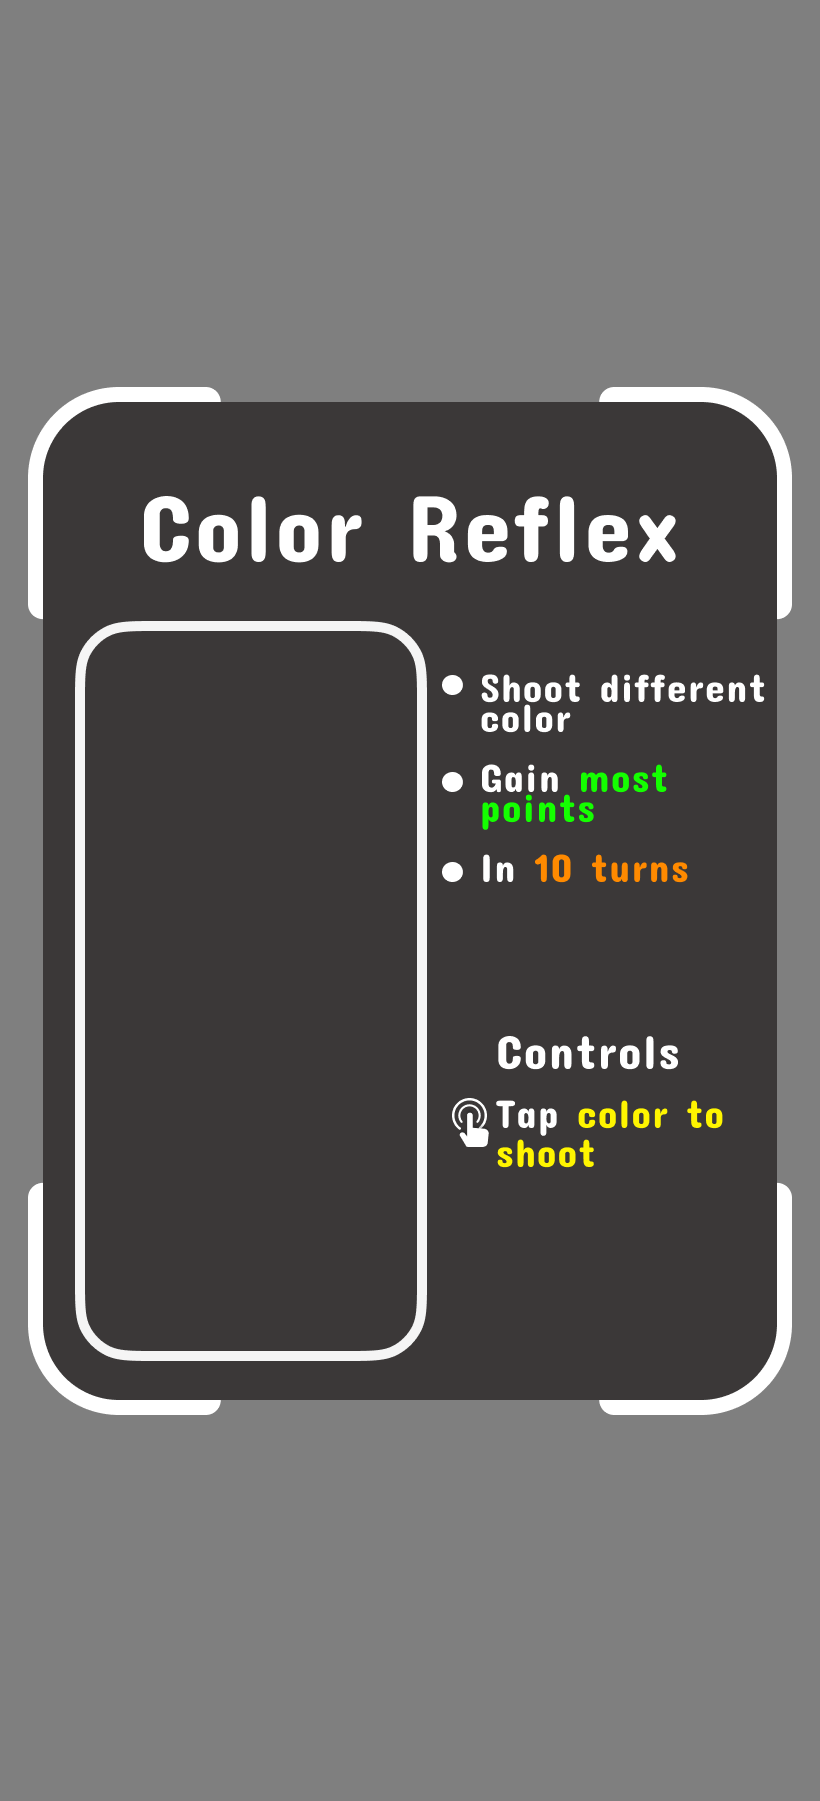 Color Reflex
Shoot different
color
Gain most
points
In 10 turns
Controls
Tap color to
shoot